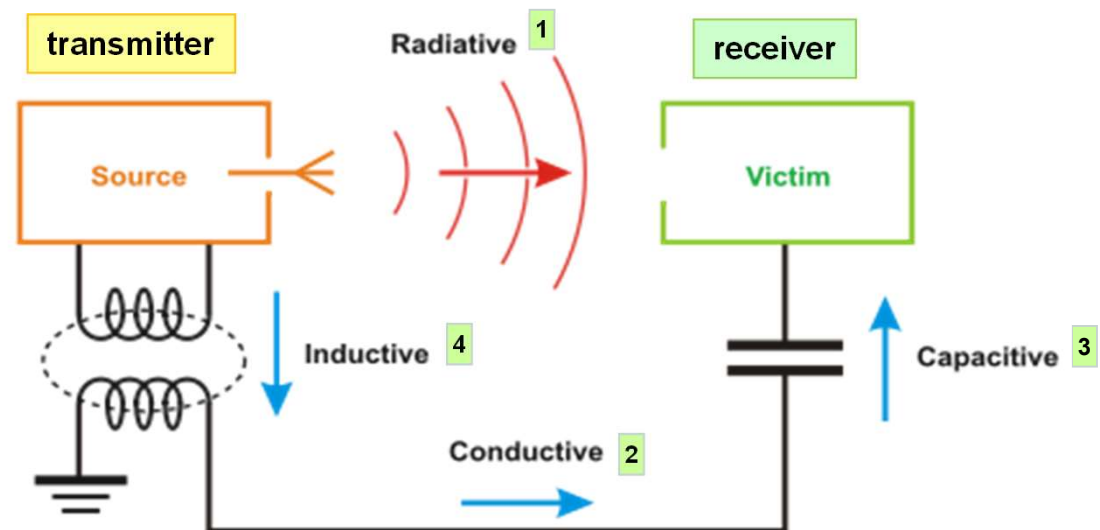 transmitter
Radiative 1
receiver
Source
Victim
Inductive 4
Capacitive 3
Conductive 2